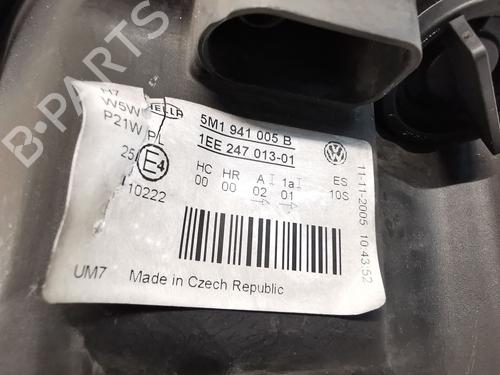 B-PARTS
H7
W5W
P21W PL
HELLA
5M1 941 005 B
1EE 247 013-01
25
E4
10222
HC HR A 1a ES
00 00 02 01 10S
UM7 Made in Czech Republic
11-11-2005 10:43:52